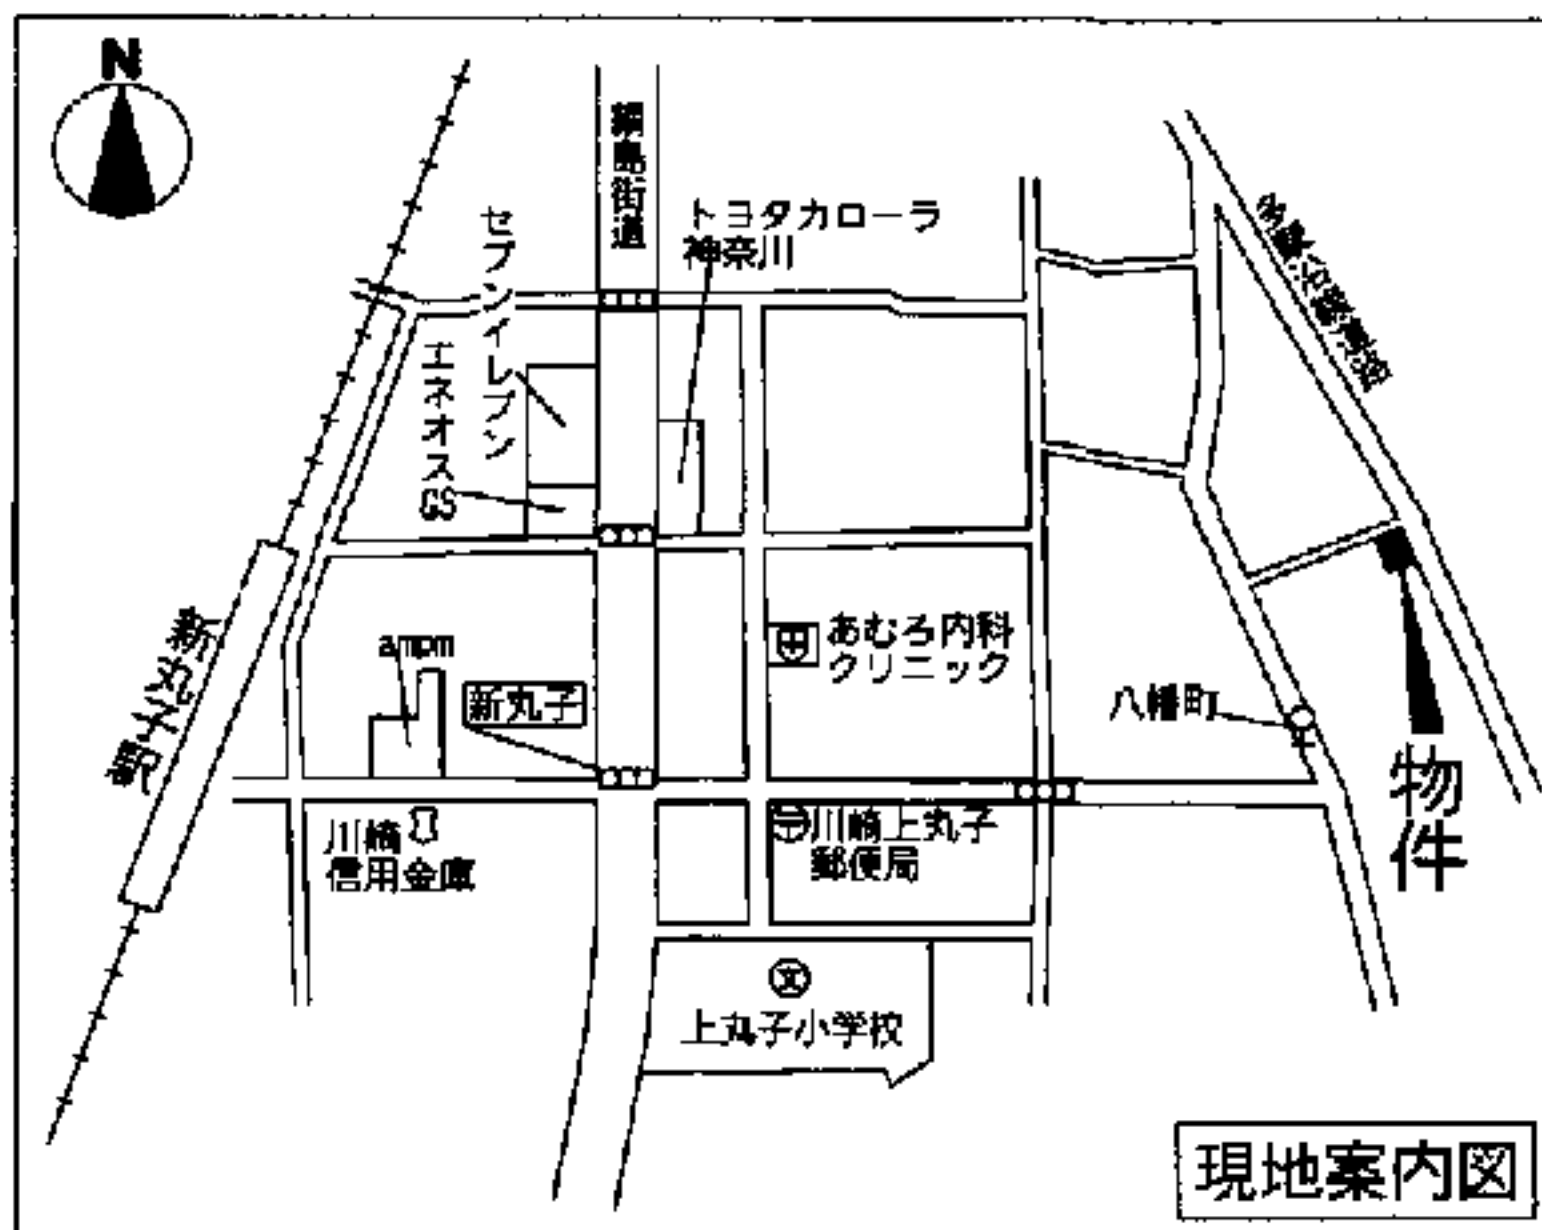 N
綱島街道
トヨタカローラ
神奈川
セブンイレブン
エネオス
GS
多摩沿線道路
新丸子駅
ampm
新丸子
あむろ内科
クリニック
八幡町
物件
川崎
信用金庫
川崎上丸子
郵便局
文
上丸子小学校
現地案内図